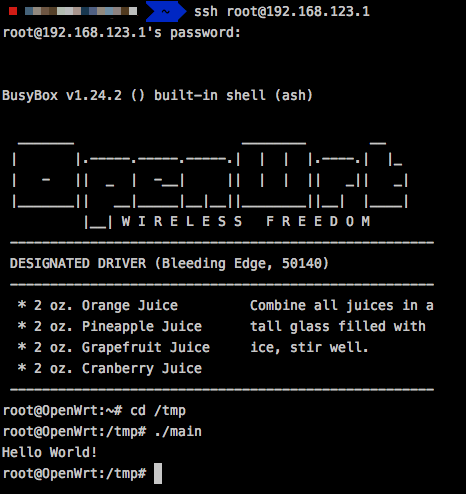 ~ ssh root@192.168.123.1
root@192.168.123.1's password:
BusyBox v1.24.2 () built-in shell (ash)
OpenWrt
W I R E L E S S   F R E E D O M
DESIGNATED DRIVER (Bleeding Edge, 50140)
* 2 oz. Orange Juice         Combine all juices in a
* 2 oz. Pineapple Juice      tall glass filled with
* 2 oz. Grapefruit Juice     ice, stir well.
* 2 oz. Cranberry Juice
root@OpenWrt:~# cd /tmp
root@OpenWrt:/tmp# ./main
Hello World!
root@OpenWrt:/tmp#